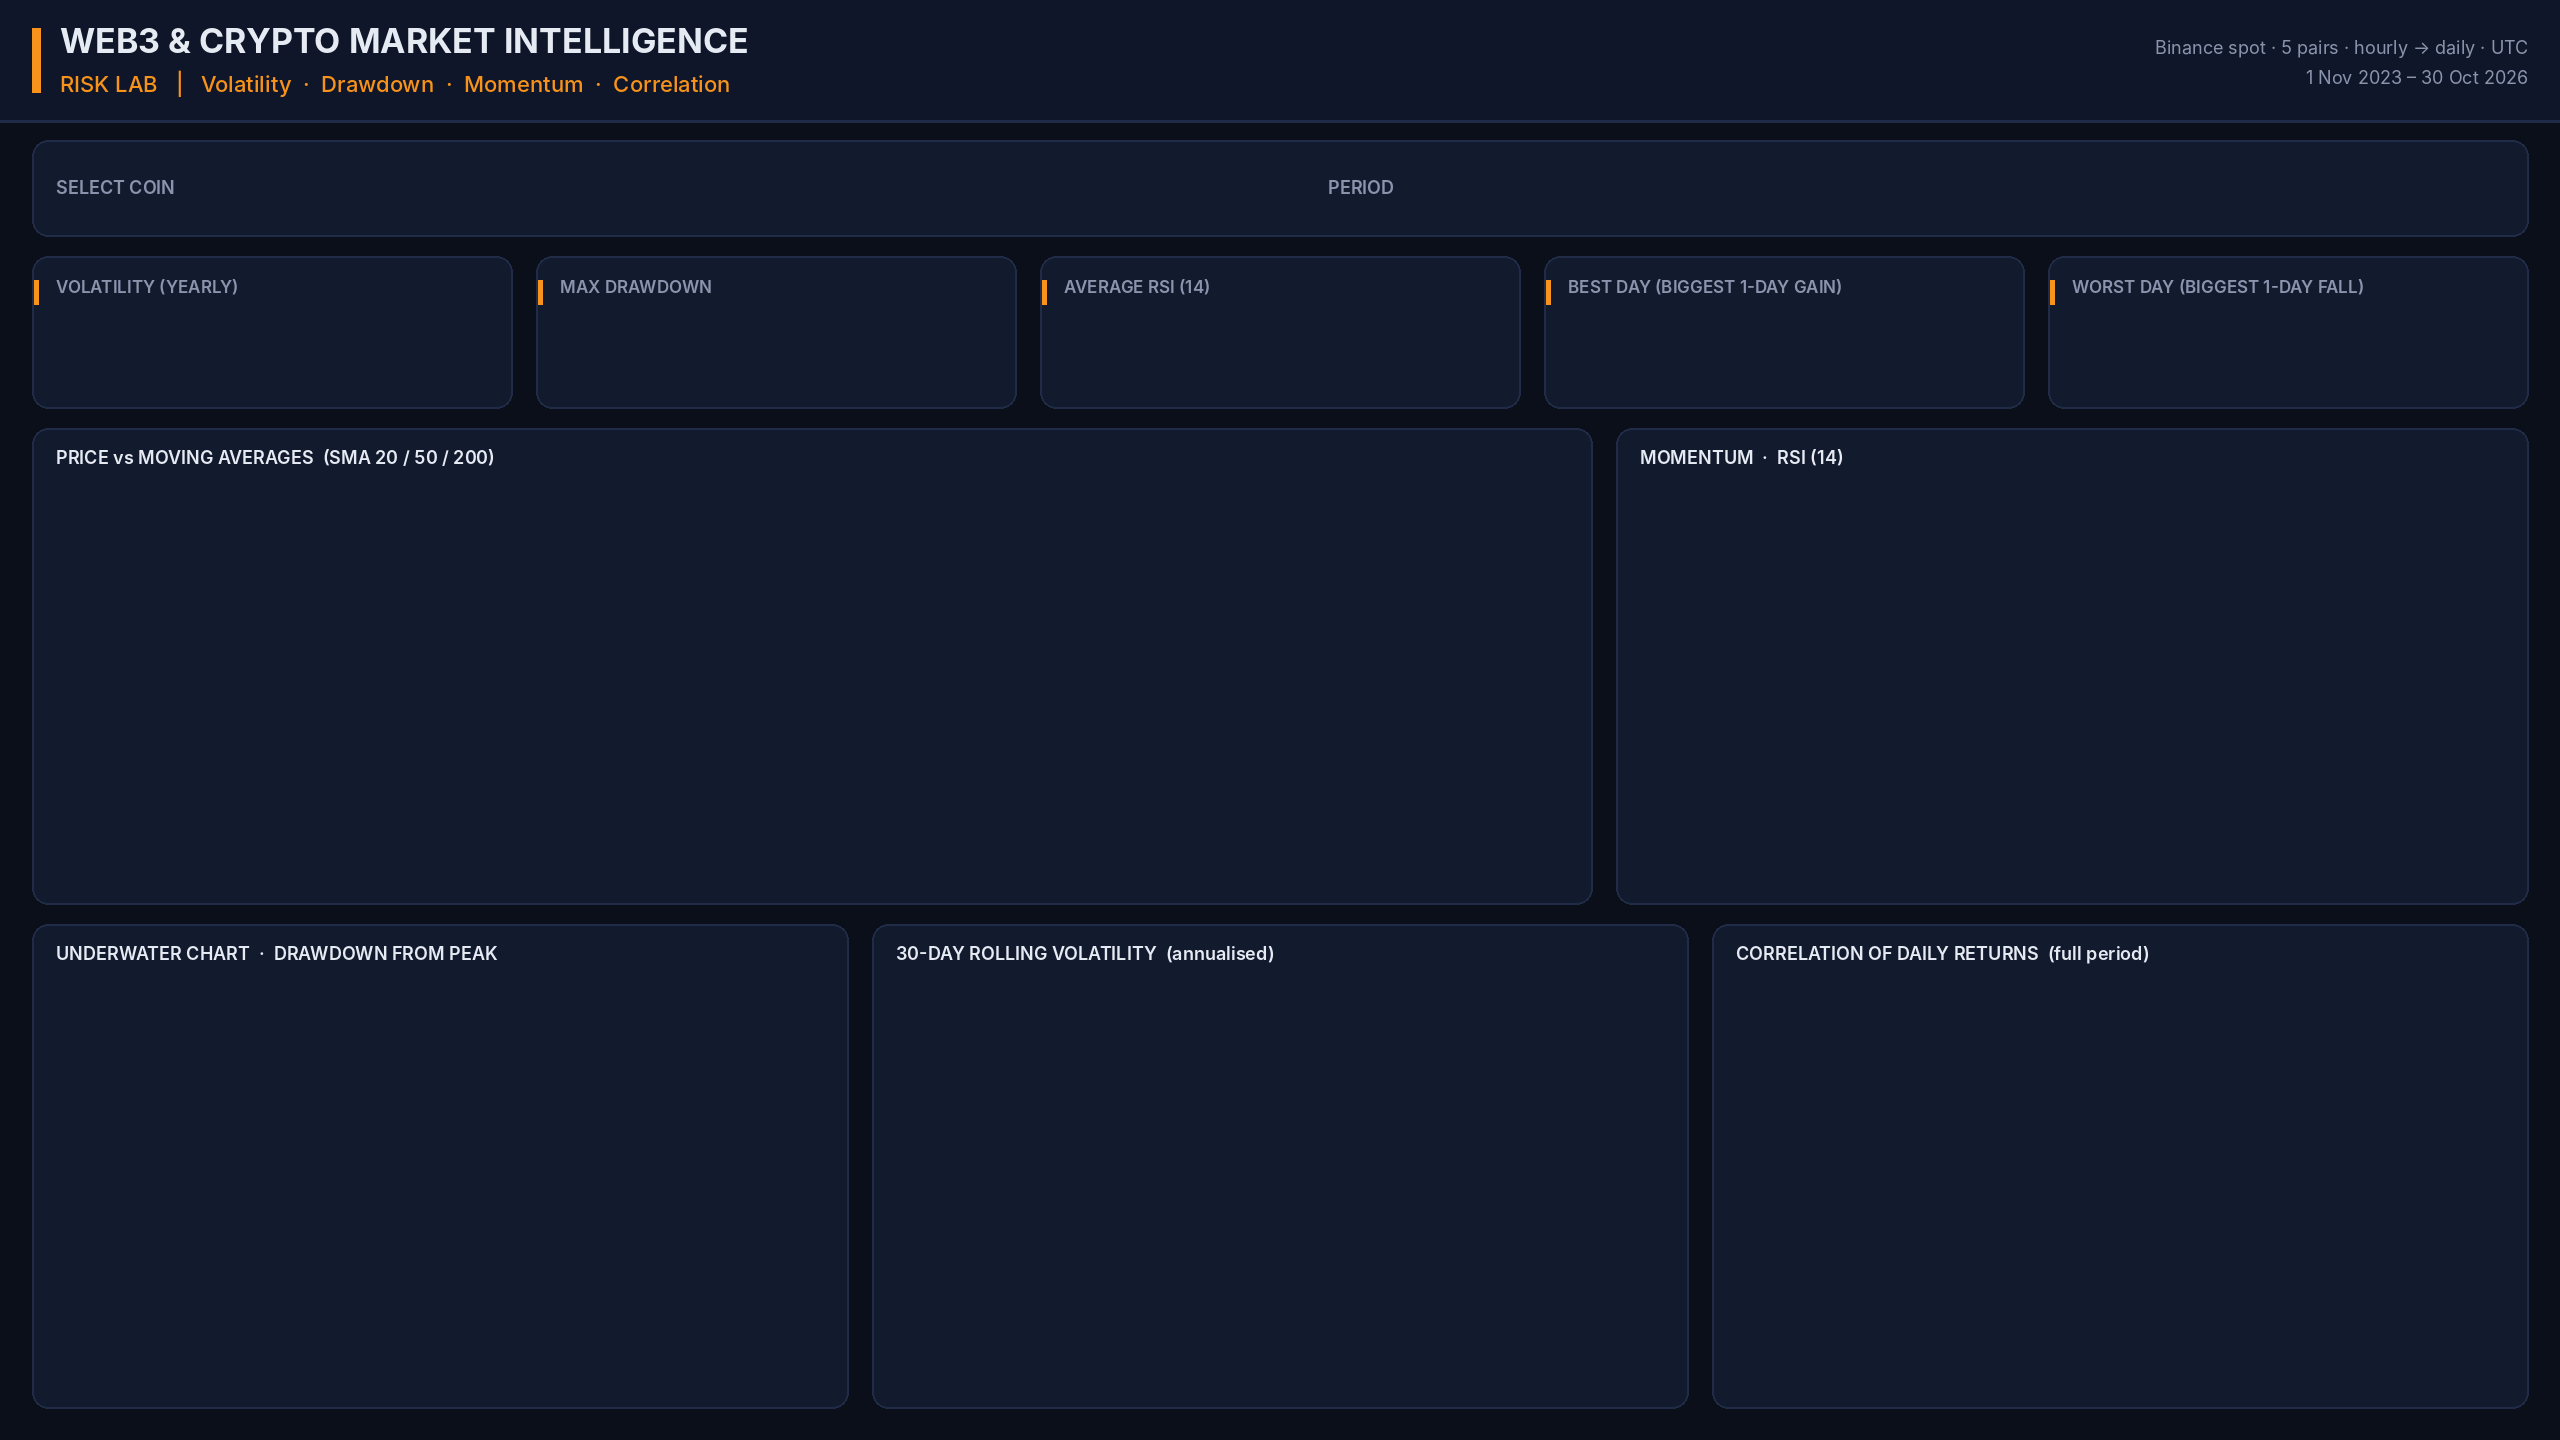 WEB3 & CRYPTO MARKET INTELLIGENCE
RISK LAB | Volatility · Drawdown · Momentum · Correlation
Binance spot · 5 pairs · hourly → daily · UTC
1 Nov 2023 – 30 Oct 2026
SELECT COIN
PERIOD
VOLATILITY (YEARLY)
MAX DRAWDOWN
AVERAGE RSI (14)
BEST DAY (BIGGEST 1-DAY GAIN)
WORST DAY (BIGGEST 1-DAY FALL)
PRICE vs MOVING AVERAGES (SMA 20 / 50 / 200)
MOMENTUM · RSI (14)
UNDERWATER CHART · DRAWDOWN FROM PEAK
30-DAY ROLLING VOLATILITY (annualised)
CORRELATION OF DAILY RETURNS (full period)